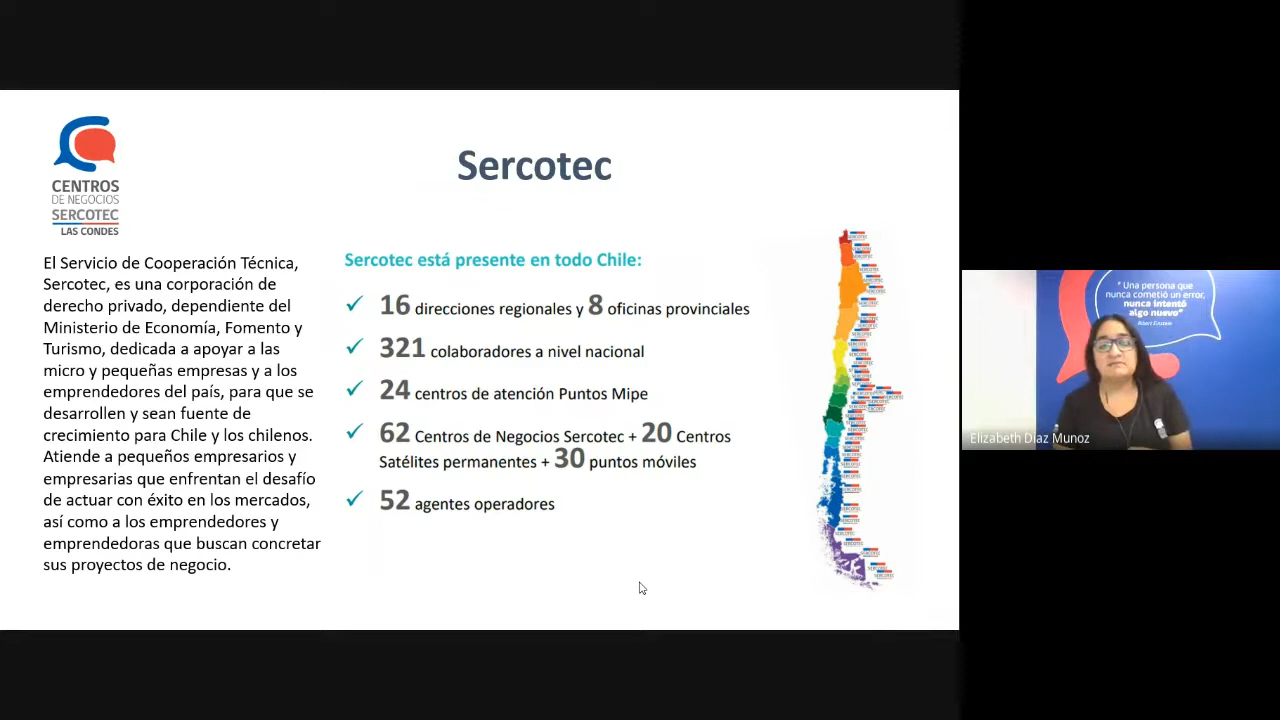 CENTROS
DE NEGOCIOS
SERCOTEC
LAS CONDES
Sercotec
El Servicio de Cooperación Técnica,
Sercotec, es una corporación de
derecho privado dependiente del
Ministerio de Economía, Fomento y
Turismo, dedicada a apoyar a las
micro y pequeñas empresas y a los
emprendedores del país, para que se
desarrollen y sean fuente de
crecimiento para Chile y los chilenos.
Atiende a pequeños empresarios y
empresarias que enfrentan el desafío
de actuar con éxito en los mercados,
así como a los emprendedores y
emprendedoras que buscan concretar
sus proyectos de negocio.
Sercotec está presente en todo Chile:
16 direcciones regionales y 8 oficinas provinciales
321 colaboradores a nivel nacional
24 centros de atención Puntos Mipe
62 Centros de Negocios Sercotec + 20 Centros
Satélites permanentes + 30 puntos móviles
52 agentes operadores
" Una persona que
nunca cometió un error,
nunca intentó
algo nuevo"
Albert Einstein
Elizabeth Diaz Munoz